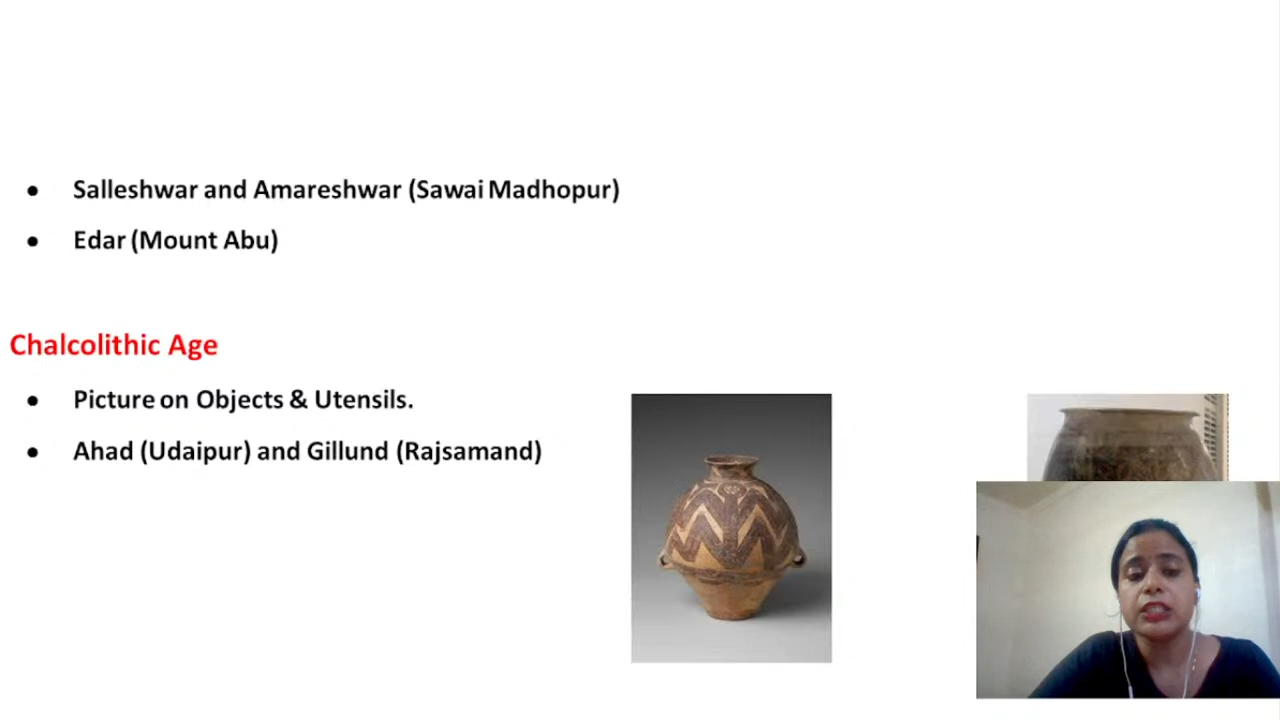 Salleshwar and Amareshwar (Sawai Madhopur)
Edar (Mount Abu)
Chalcolithic Age
Picture on Objects & Utensils.
Ahad (Udaipur) and Gillund (Rajsamand)